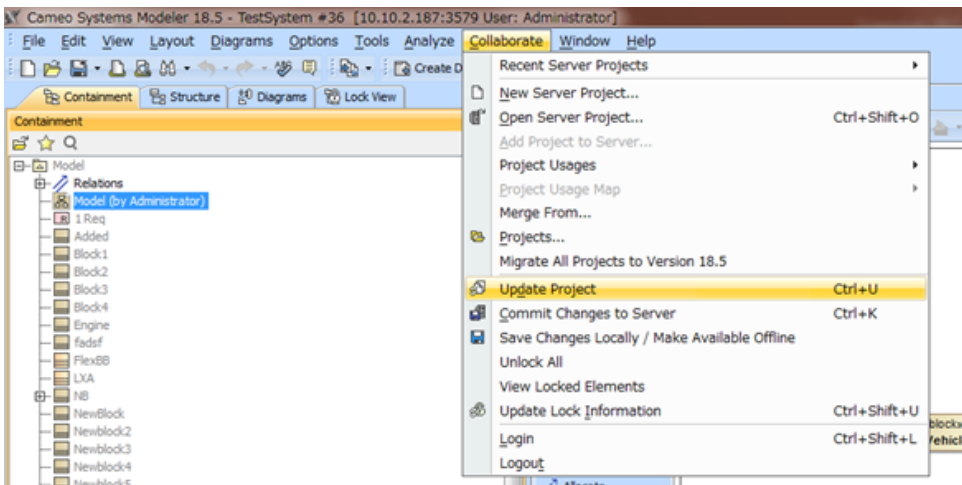 Cameo Systems Modeler 18.5 - TestSystem #36 [10.10.2.187:3579 User: Administrator]
File Edit View Layout Diagrams Options Tools Analyze Collaborate Window Help
Create D
Containment Structure Diagrams Lock View
Containment
Model
Relations
Model (by Administrator)
R 1 Req
Added
Block1
Block2
Block3
Block4
Engine
fadsf
FlexBB
LXA
NB
NewBlock
Newblock2
Newblock3
Newblock4
Newblock5
Recent Server Projects
New Server Project...
Open Server Project... Ctrl+Shift+O
Add Project to Server...
Project Usages
Project Usage Map
Merge From...
Projects...
Migrate All Projects to Version 18.5
Update Project Ctrl+U
Commit Changes to Server Ctrl+K
Save Changes Locally / Make Available Offline
Unlock All
View Locked Elements
Update Lock Information Ctrl+Shift+U
Login Ctrl+Shift+L
Logout
block»
Vehicl
Allocate